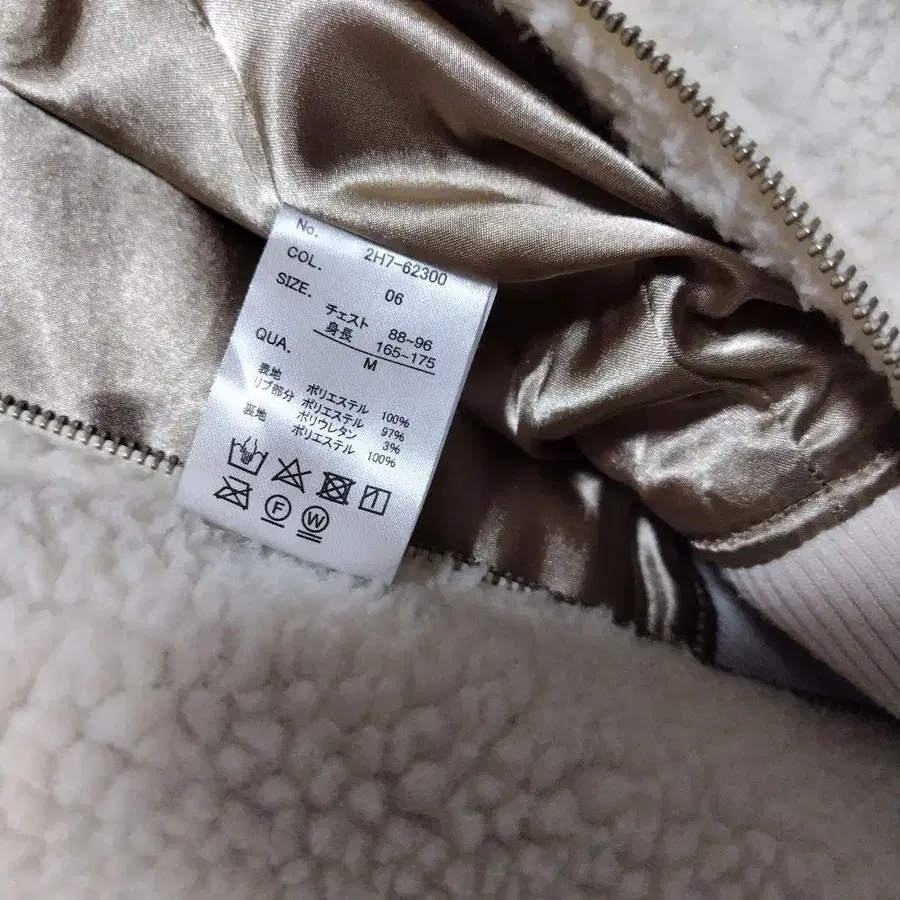 No. 2H7-62300
COL. 06
SIZE. チェスト 88~96
身長 165~175
M
QUA.
表地 ポリエステル 100%
リブ部分 ポリエステル 97%
ポリウレタン 3%
裏地 ポリエステル 100%
F W